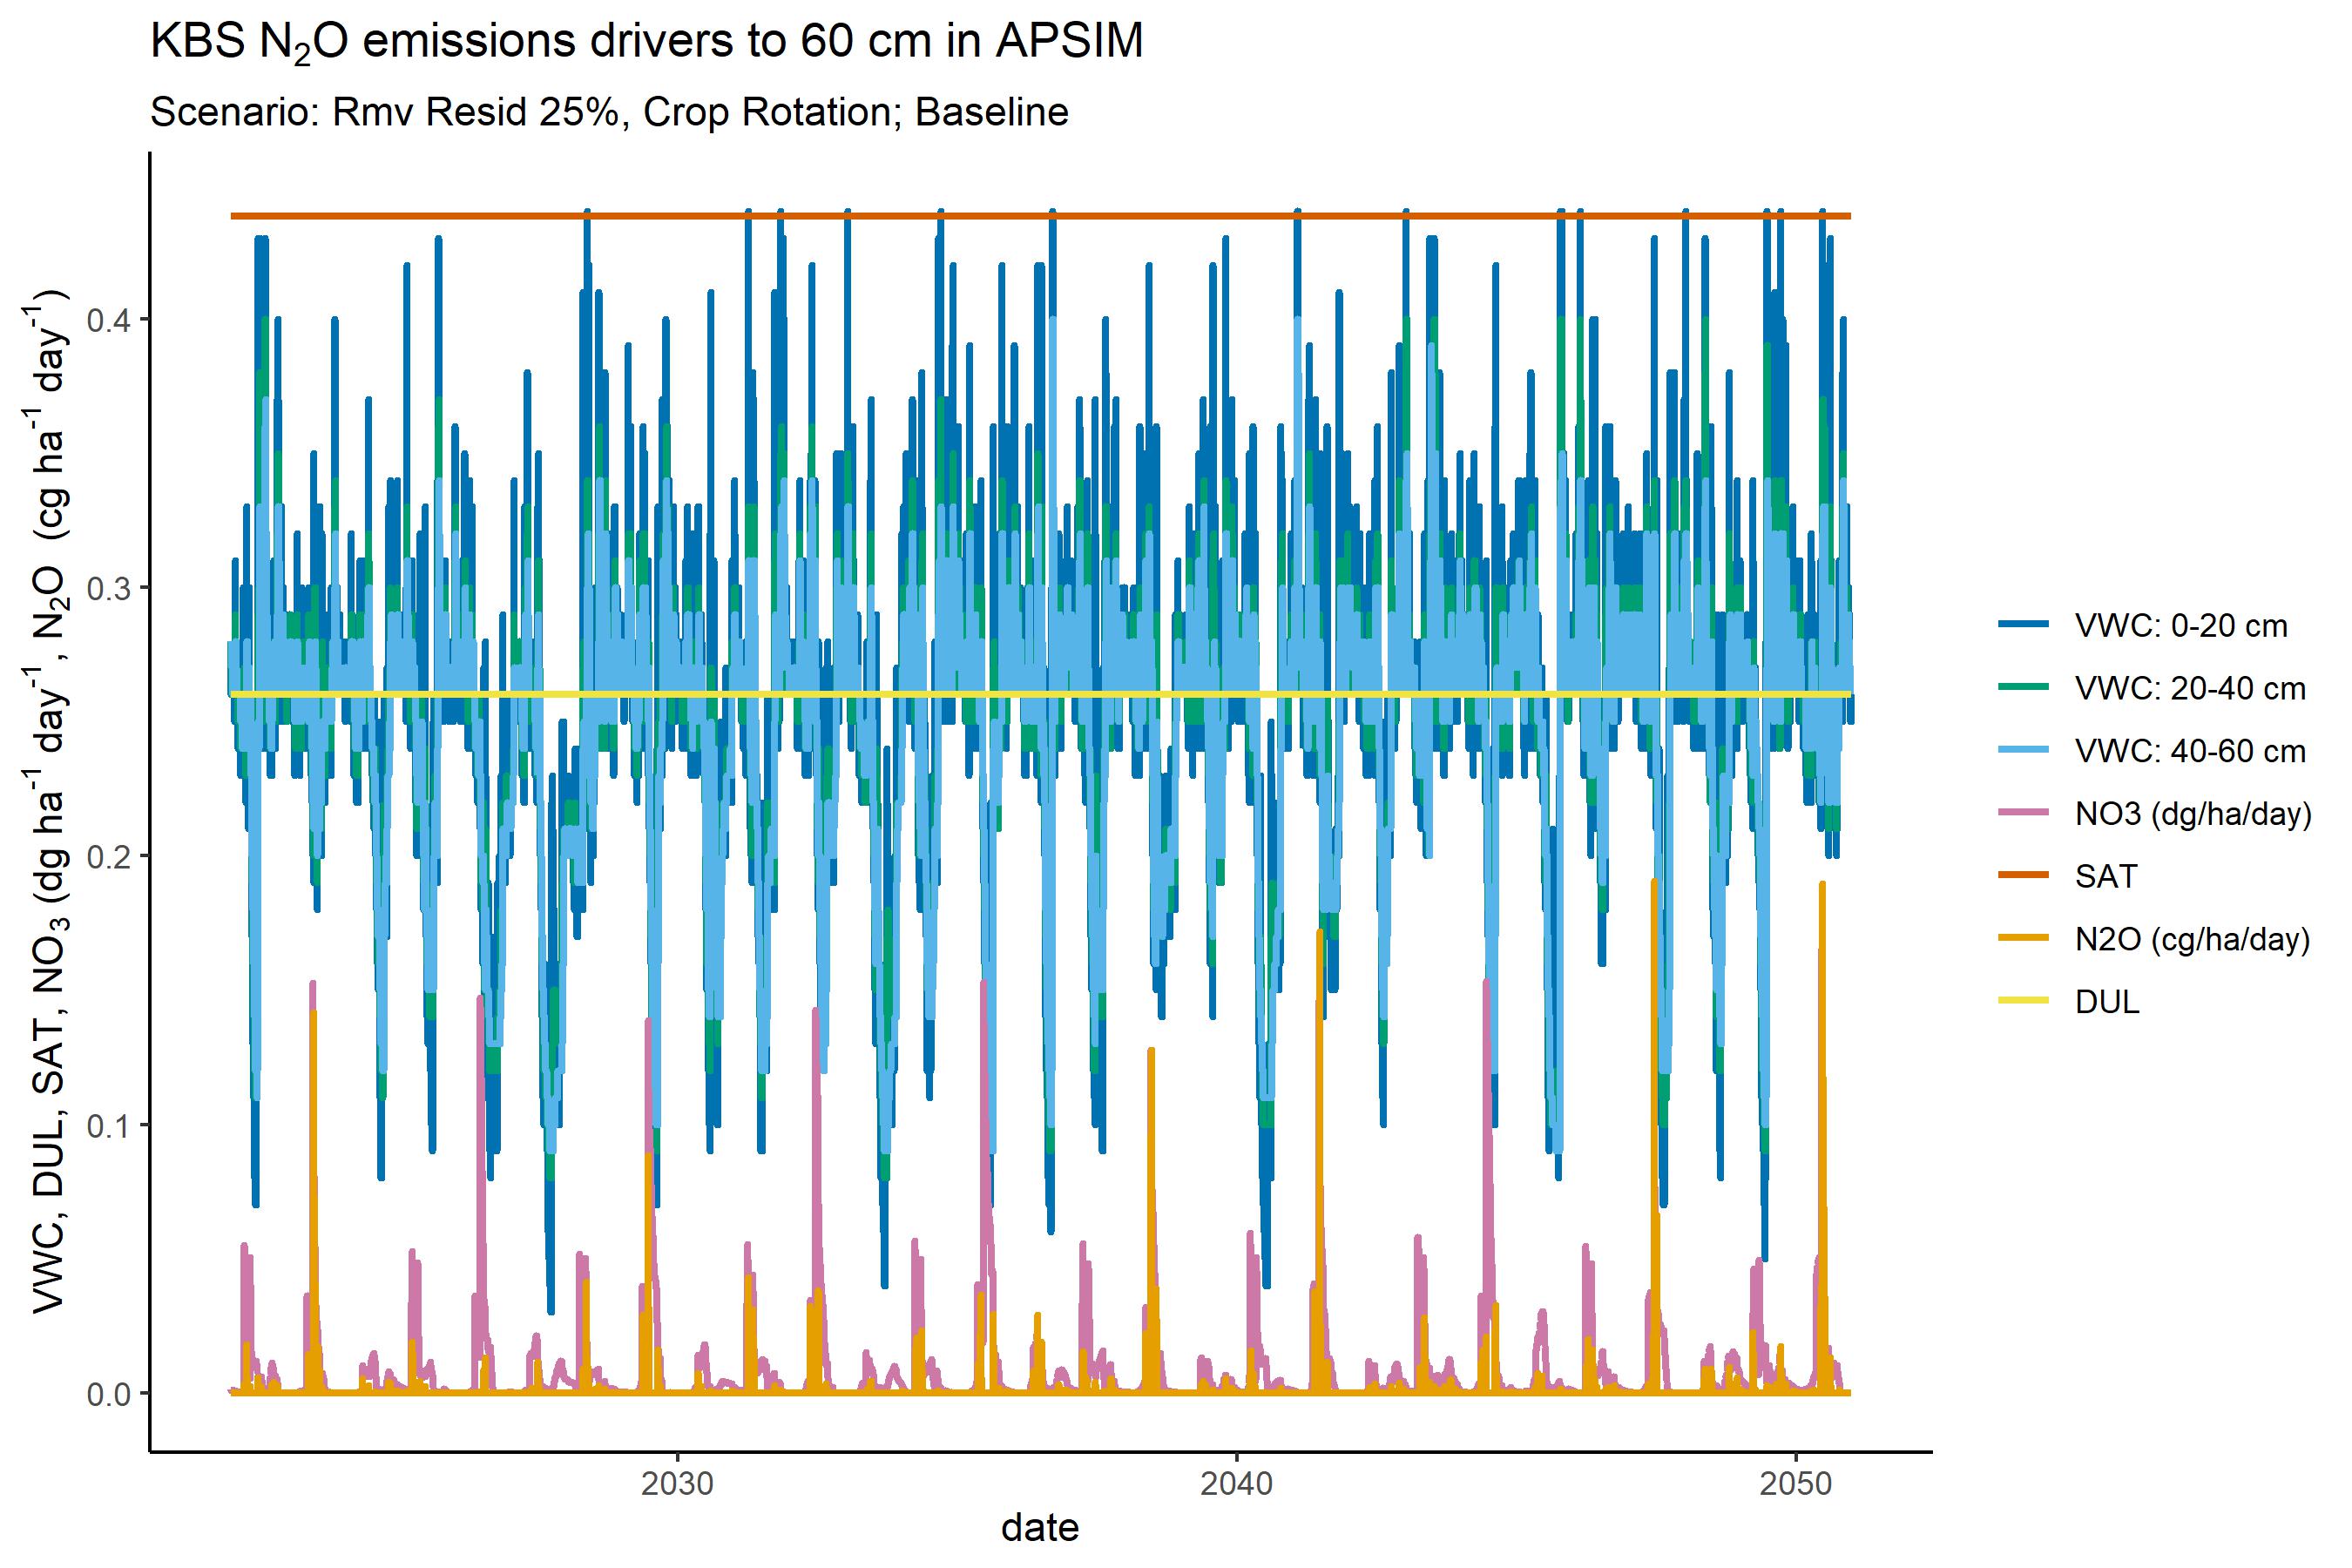 KBS N₂O emissions drivers to 60 cm in APSIM
Scenario: Rmv Resid 25%, Crop Rotation; Baseline
VWC, DUL, SAT, NO₃ (dg ha⁻¹ day⁻¹, N₂O (cg ha⁻¹ day⁻¹)
0.4
0.3
0.2
0.1
0.0
2030
2040
2050
date
VWC: 0-20 cm
VWC: 20-40 cm
VWC: 40-60 cm
NO3 (dg/ha/day)
SAT
N2O (cg/ha/day)
DUL